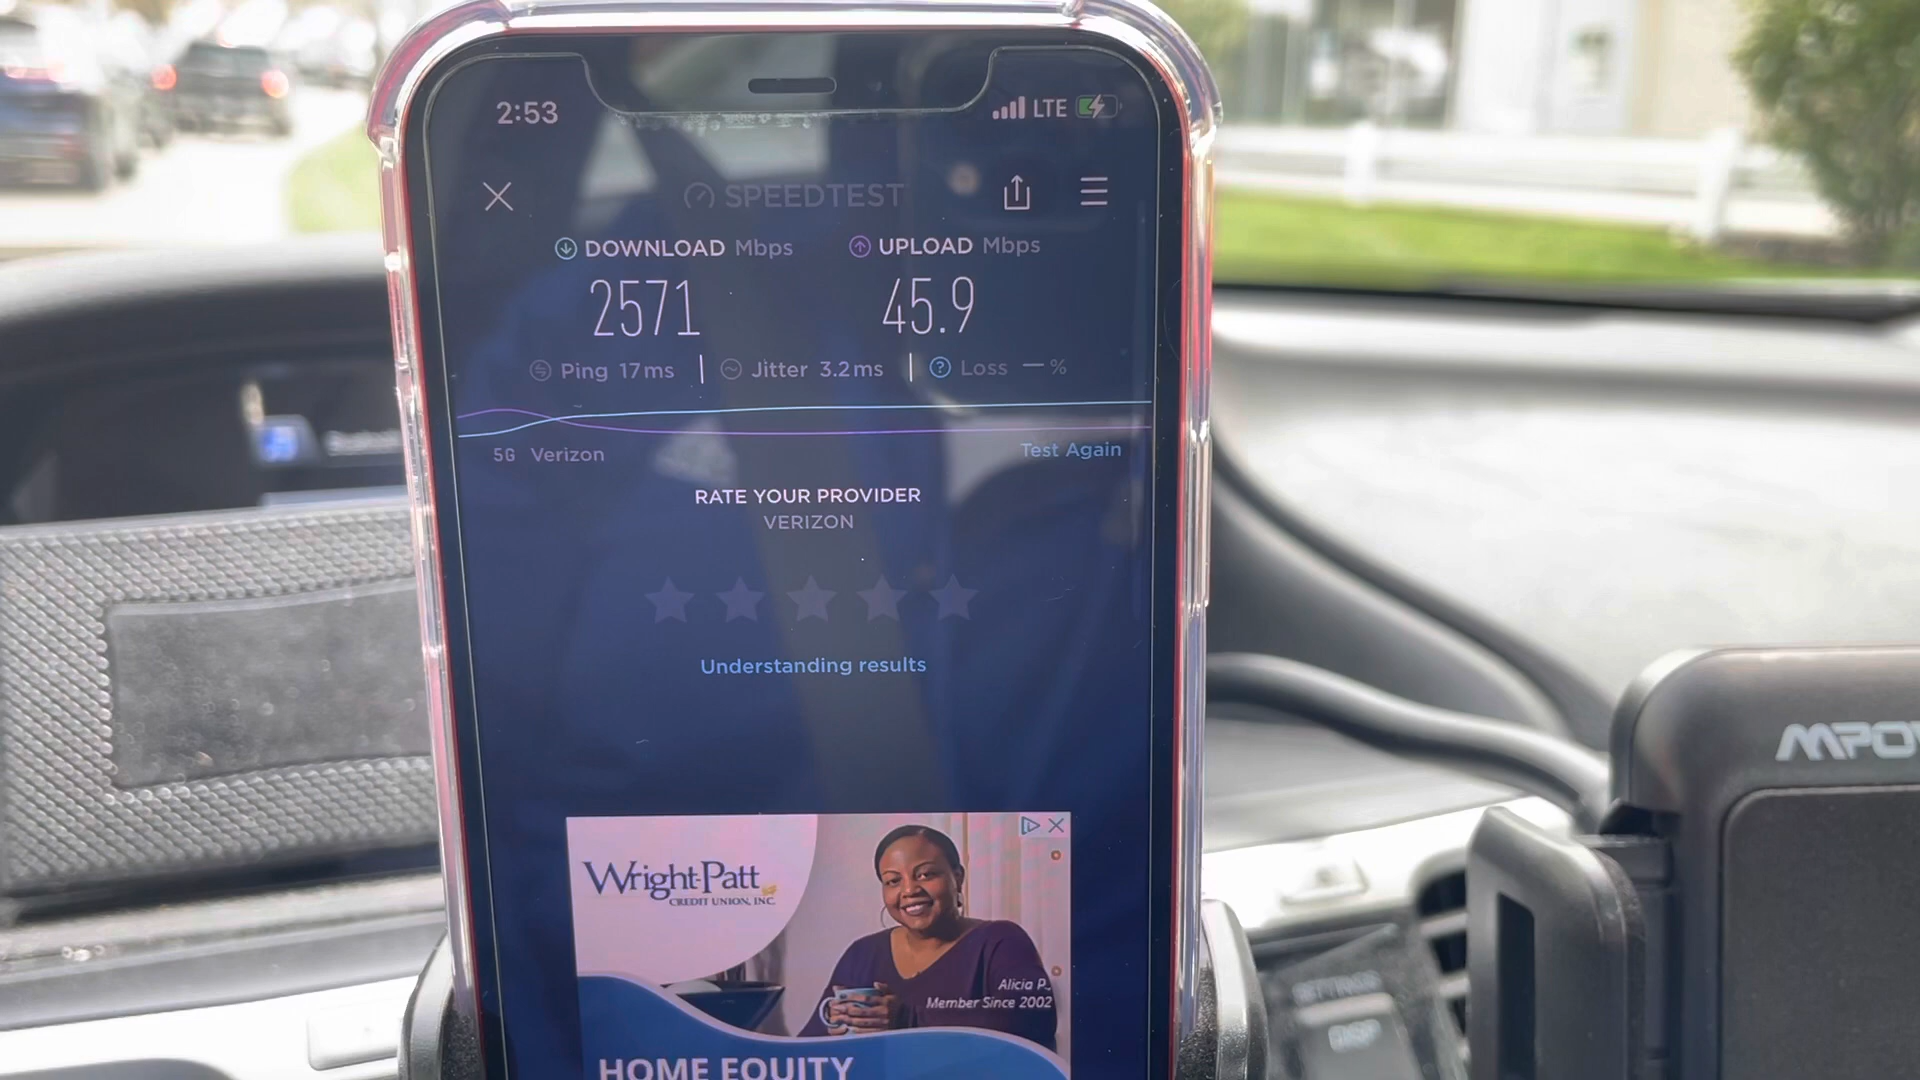 2:53 LTE
SPEEDTEST
DOWNLOAD Mbps UPLOAD Mbps
2571 45.9
Ping 17ms Jitter 3.2ms ? Loss — %
5G Verizon Test Again
RATE YOUR PROVIDER
VERIZON
Understanding results
Wright-Patt
CREDIT UNION, INC.
Alicia P.
Member Since 2002
HOME EQUITY
MPOW
DISP